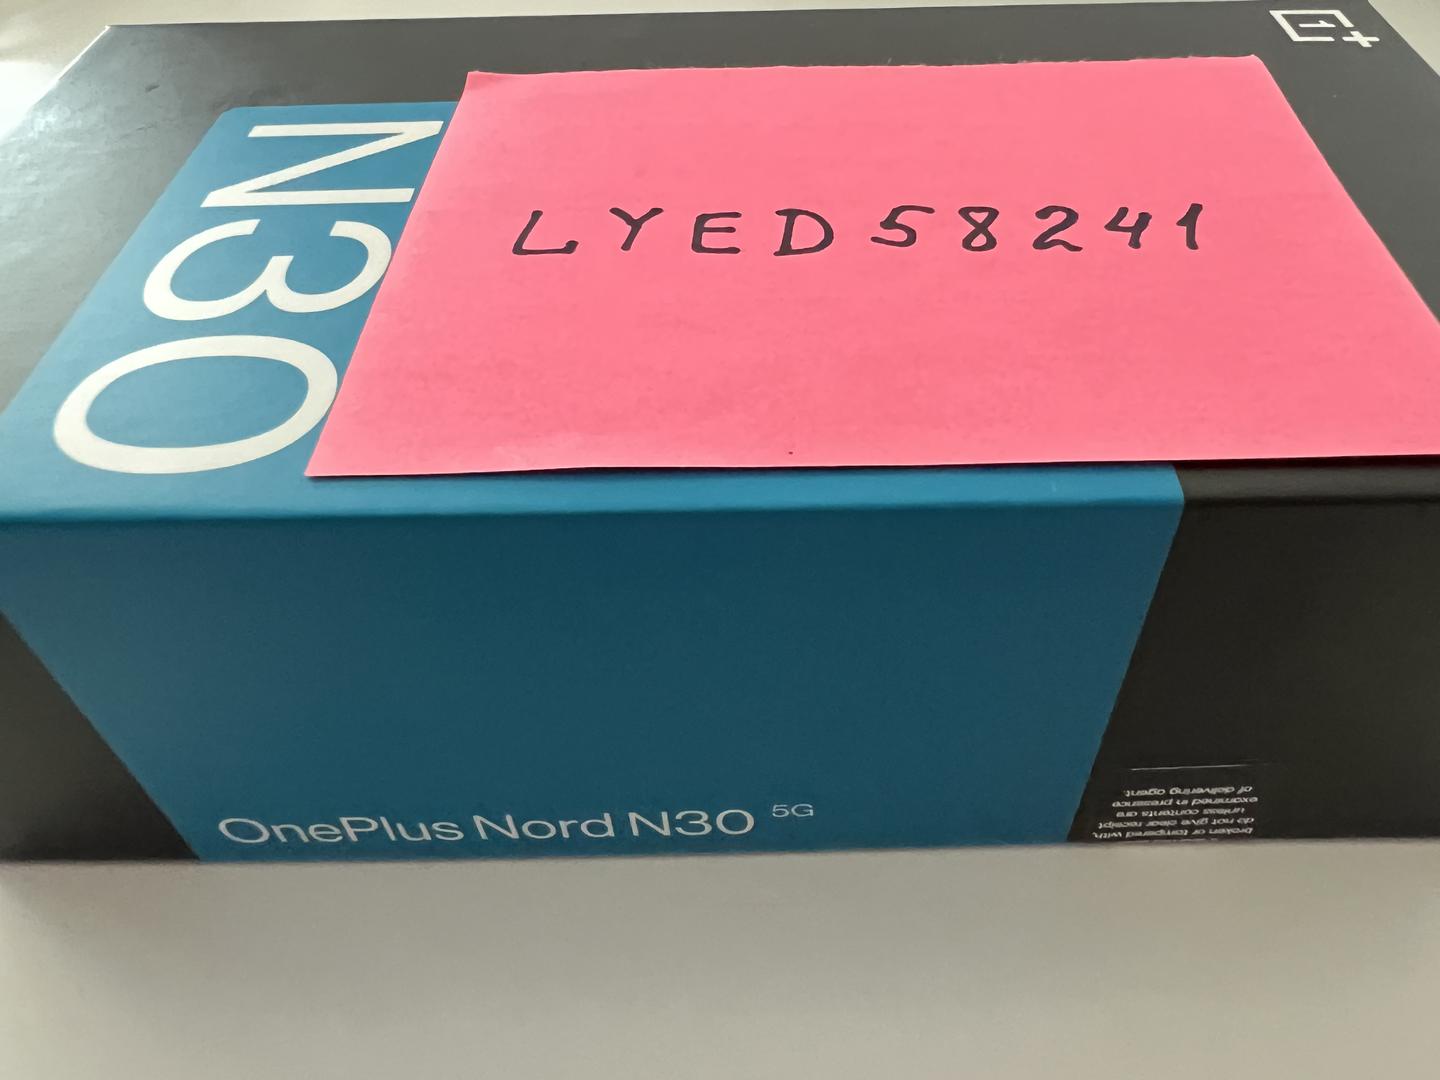 N30
LYED58241
OnePlus Nord N30 5G
broken or tampered with,
do not give clear receipt
unless contents are
examined in presence
of delivering agent.